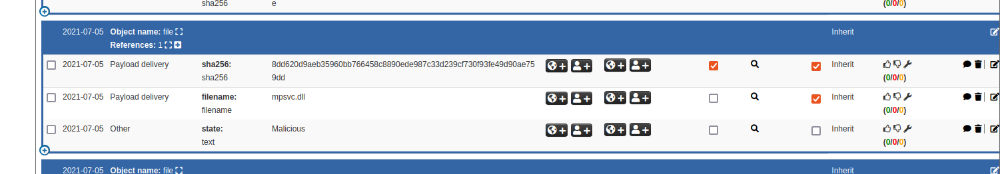 sha256 e (0/0/0)
2021-07-05 Object name: file Inherit
References: 1
2021-07-05 Payload delivery sha256: 8dd620d9aeb35960bb766458c8890ede987c33d239cf730f93fe49d90ae75 Inherit
sha256 9dd (0/0/0)
2021-07-05 Payload delivery filename: mpsvc.dll Inherit
filename (0/0/0)
2021-07-05 Other state: Malicious Inherit
text (0/0/0)
2021-07-05 Object name: file Inherit